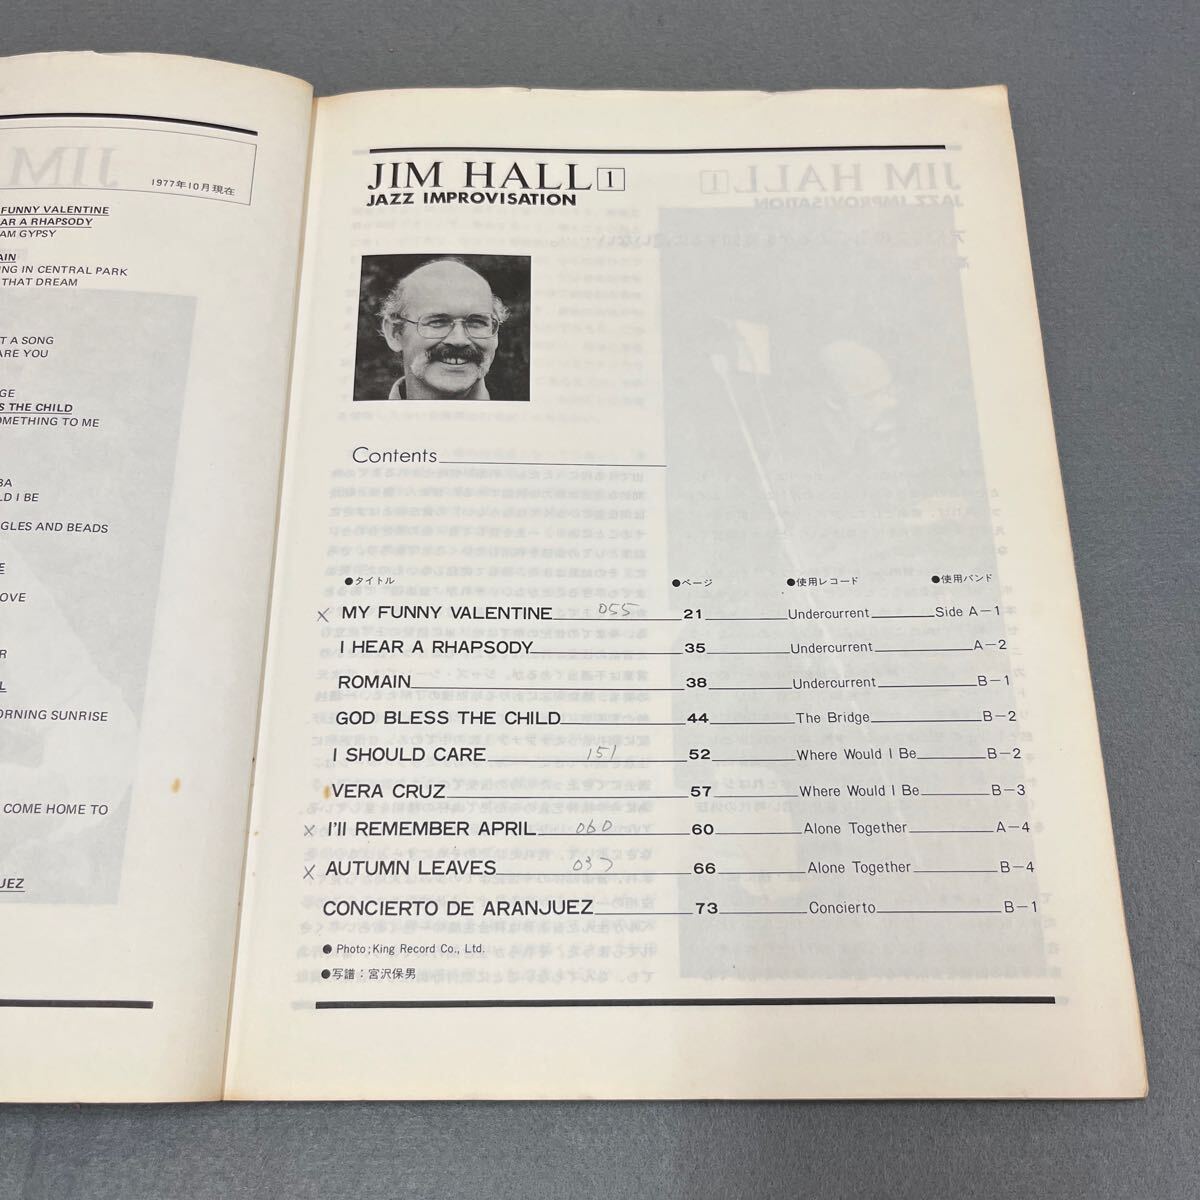 1977年10月現在
FUNNY VALENTINE
AR A RHAPSODY
AM GYPSY
AIN
ING IN CENTRAL PARK
THAT DREAM
T A SONG
ARE YOU
GE
S THE CHILD
OMETHING TO ME
BA
LD I BE
GLES AND BEADS
E
OVE
R
L
ORNING SUNRISE
COME HOME TO
UEZ
JIM HALL 1
JAZZ IMPROVISATION
Contents
●タイトル ●ページ ●使用レコード ●使用バンド
× MY FUNNY VALENTINE 055 21 Undercurrent Side A－1
I HEAR A RHAPSODY 35 Undercurrent A－2
ROMAIN 38 Undercurrent B－1
GOD BLESS THE CHILD 44 The Bridge B－2
I SHOULD CARE 151 52 Where Would I Be B－2
VERA CRUZ 57 Where Would I Be B－3
× I'll REMEMBER APRIL 060 60 Alone Together A－4
× AUTUMN LEAVES 037 66 Alone Together B－4
CONCIERTO DE ARANJUEZ 73 Concierto B－1
● Photo;King Record Co., Ltd.
●写譜：宮沢保男